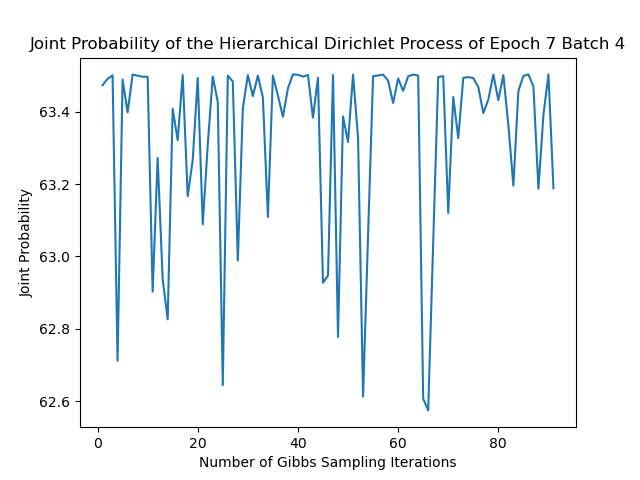 Joint Probability of the Hierarchical Dirichlet Process of Epoch 7 Batch 4
63.4
63.2
63.0
62.8
62.6
Joint Probability
0 20 40 60 80
Number of Gibbs Sampling Iterations